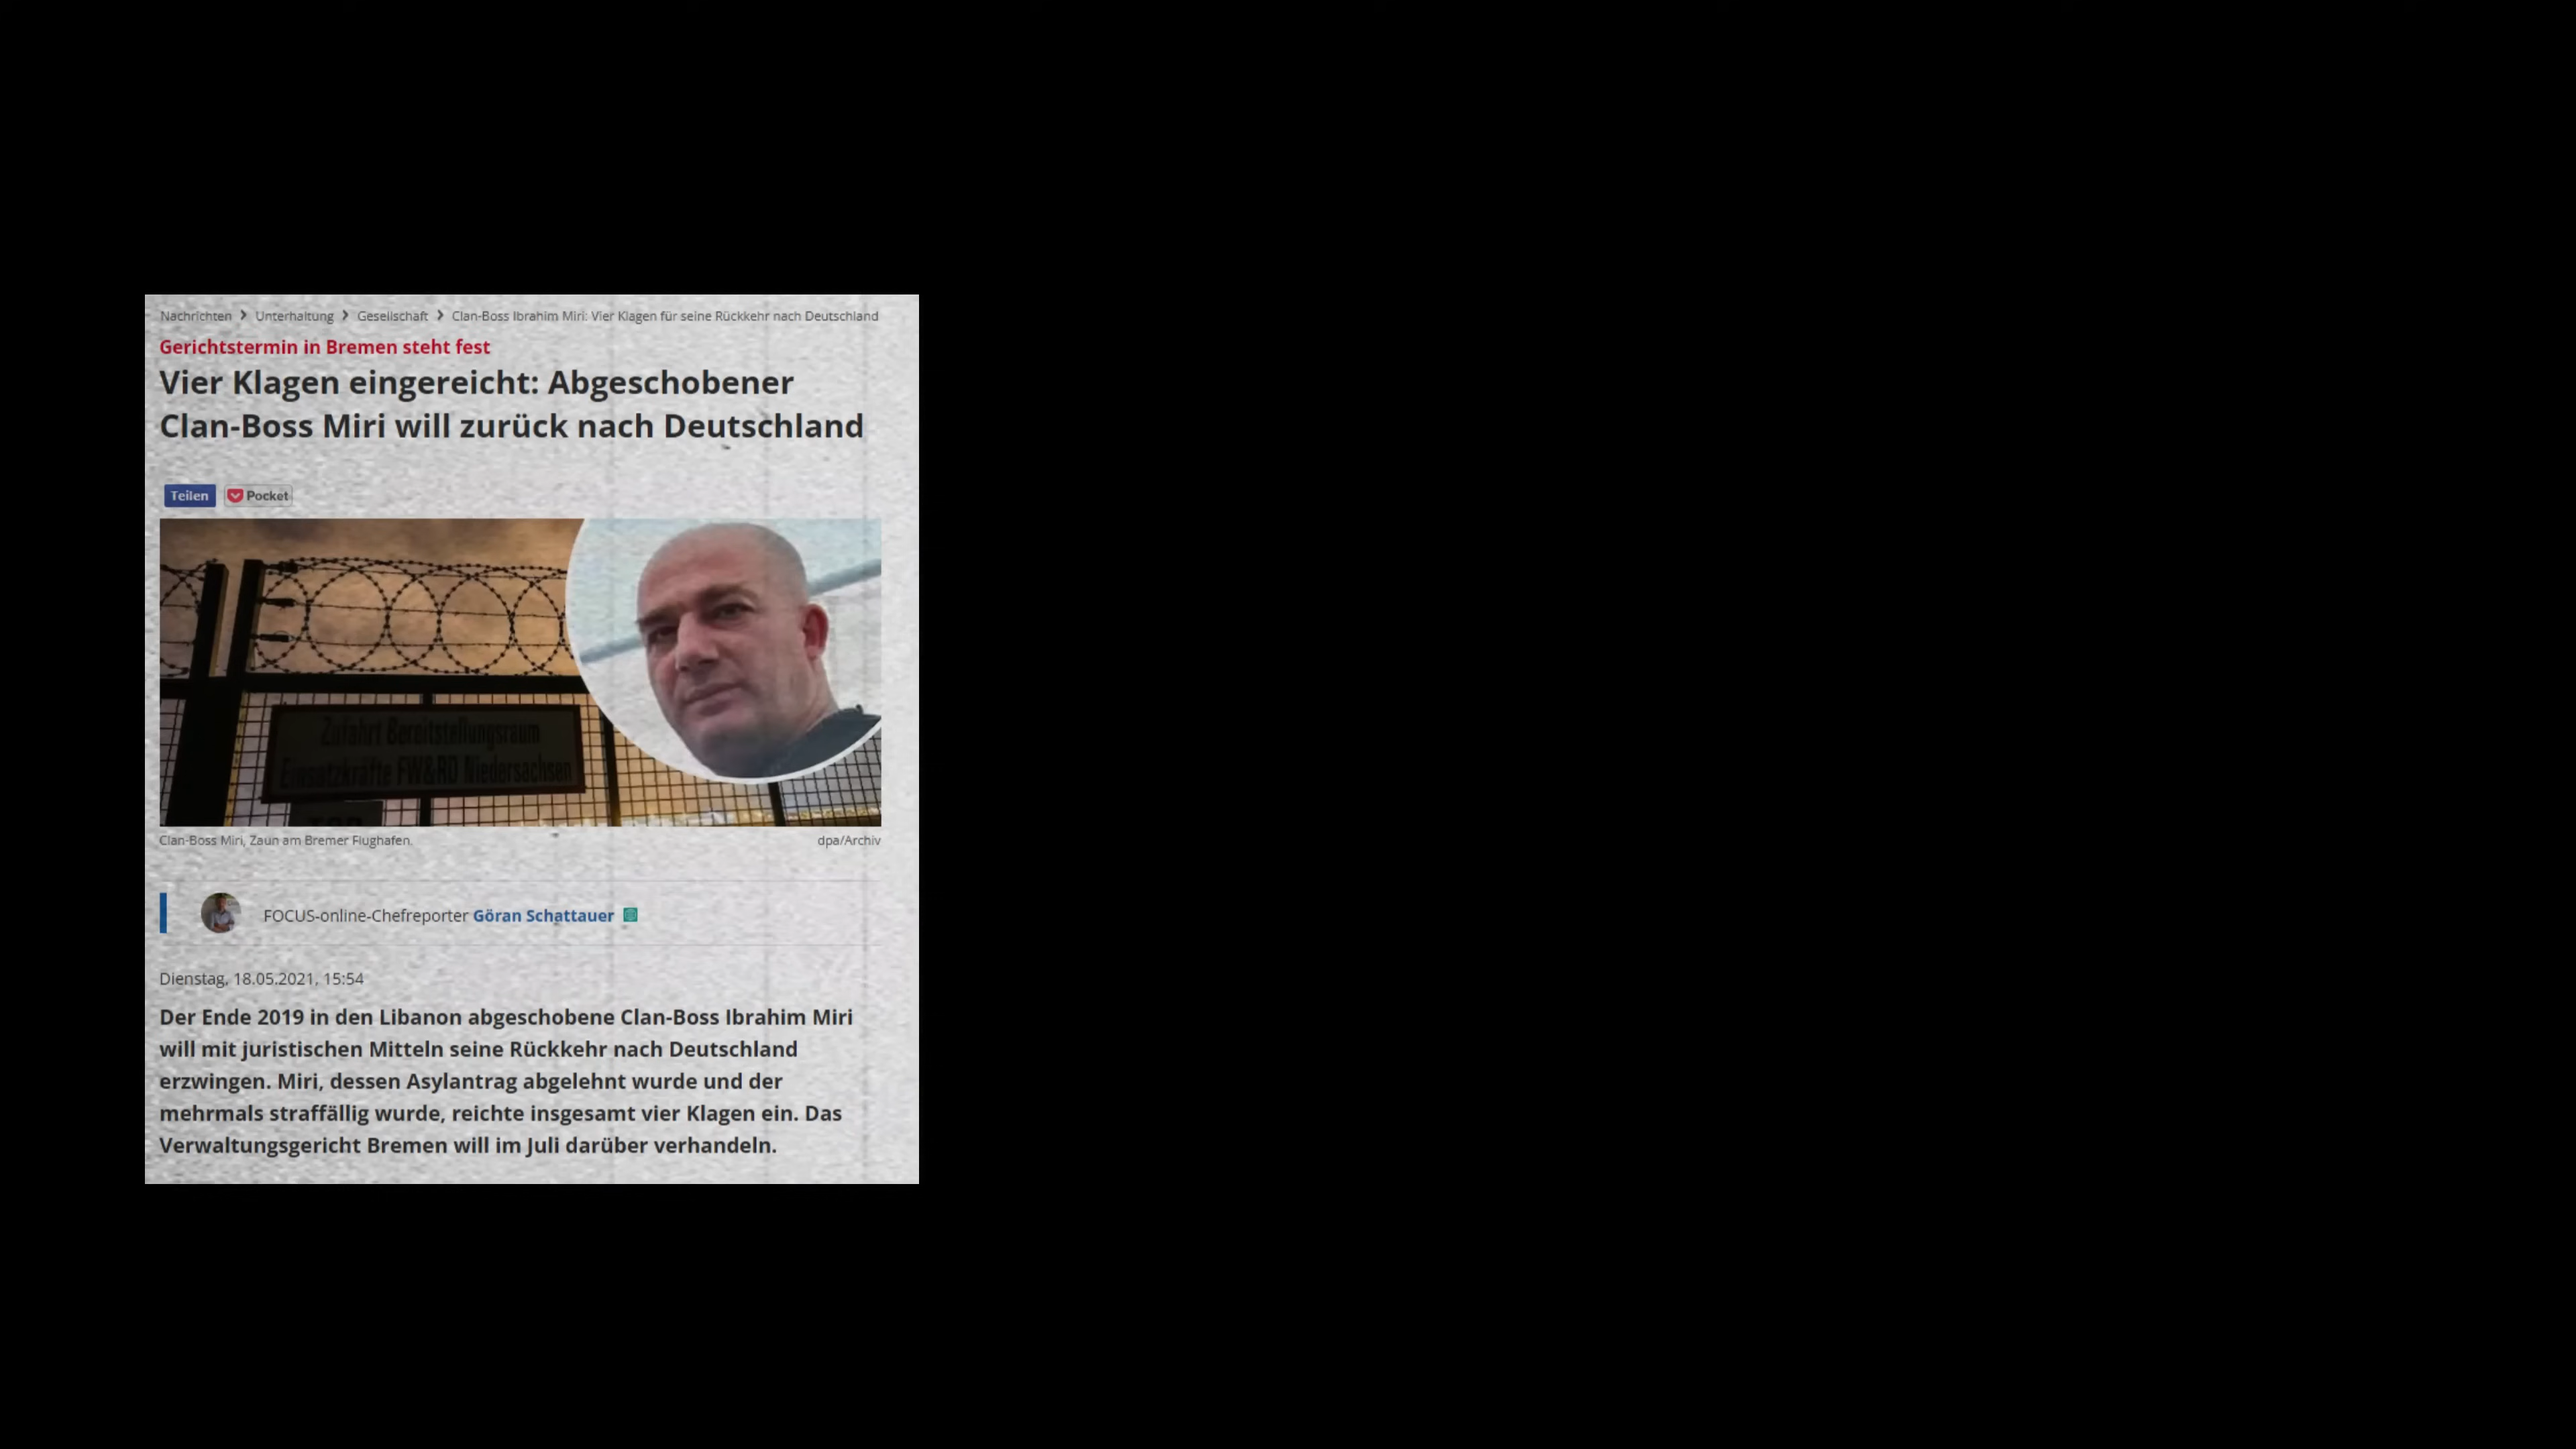 Nachrichten > Unterhaltung > Gesellschaft > Clan-Boss Ibrahim Miri: Vier Klagen für seine Rückkehr nach Deutschland
Gerichtstermin in Bremen steht fest
Vier Klagen eingereicht: Abgeschobener
Clan-Boss Miri will zurück nach Deutschland
Teilen Pocket
Zufahrt Bereitstellungsraum
Einsatzkräfte FW&RD Niedersachsen
Clan-Boss Miri, Zaun am Bremer Flughafen. dpa/Archiv
FOCUS-online-Chefreporter Göran Schattauer
Dienstag, 18.05.2021, 15:54
Der Ende 2019 in den Libanon abgeschobene Clan-Boss Ibrahim Miri
will mit juristischen Mitteln seine Rückkehr nach Deutschland
erzwingen. Miri, dessen Asylantrag abgelehnt wurde und der
mehrmals straffällig wurde, reichte insgesamt vier Klagen ein. Das
Verwaltungsgericht Bremen will im Juli darüber verhandeln.